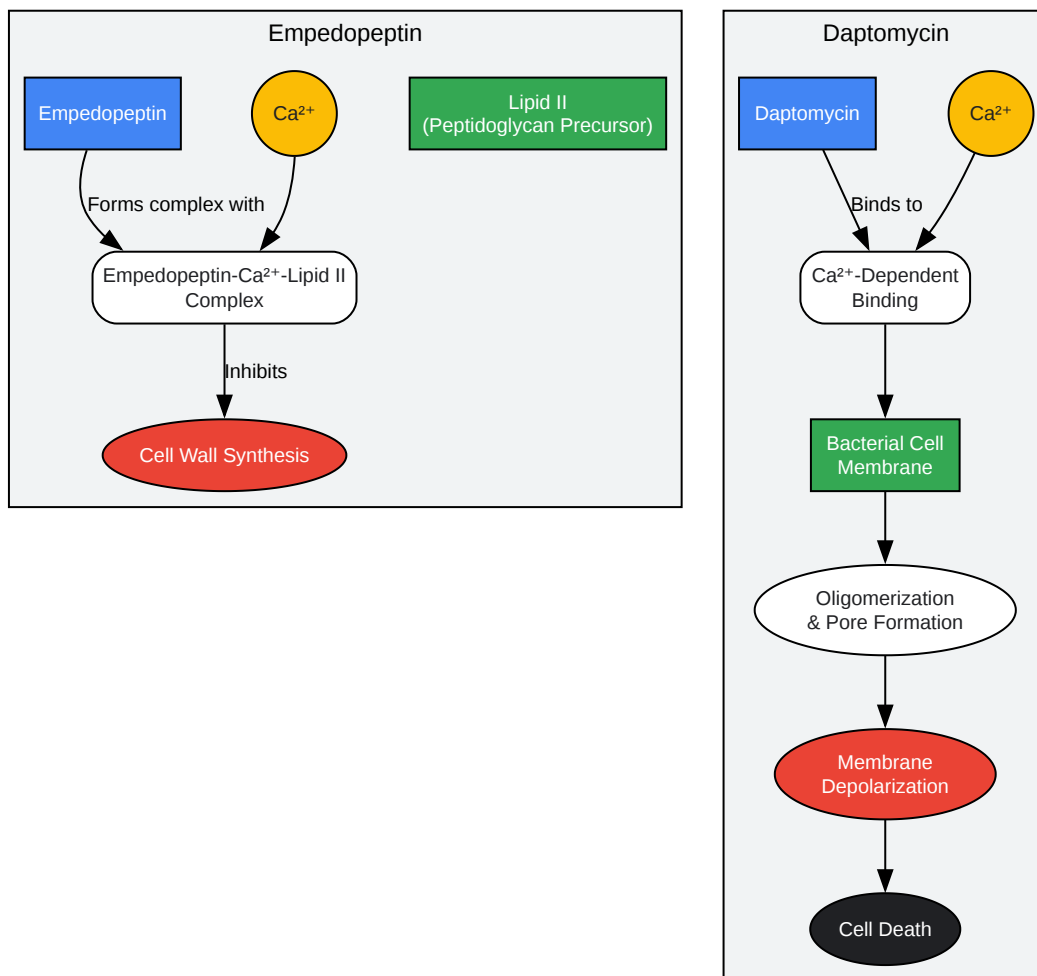 Empedopeptin
Empedopeptin
Ca²⁺
Lipid II
(Peptidoglycan Precursor)
Forms complex with
Empedopeptin-Ca²⁺-Lipid II
Complex
Inhibits
Cell Wall Synthesis
Daptomycin
Daptomycin
Ca²⁺
Binds to
Ca²⁺-Dependent
Binding
Bacterial Cell
Membrane
Oligomerization
& Pore Formation
Membrane
Depolarization
Cell Death